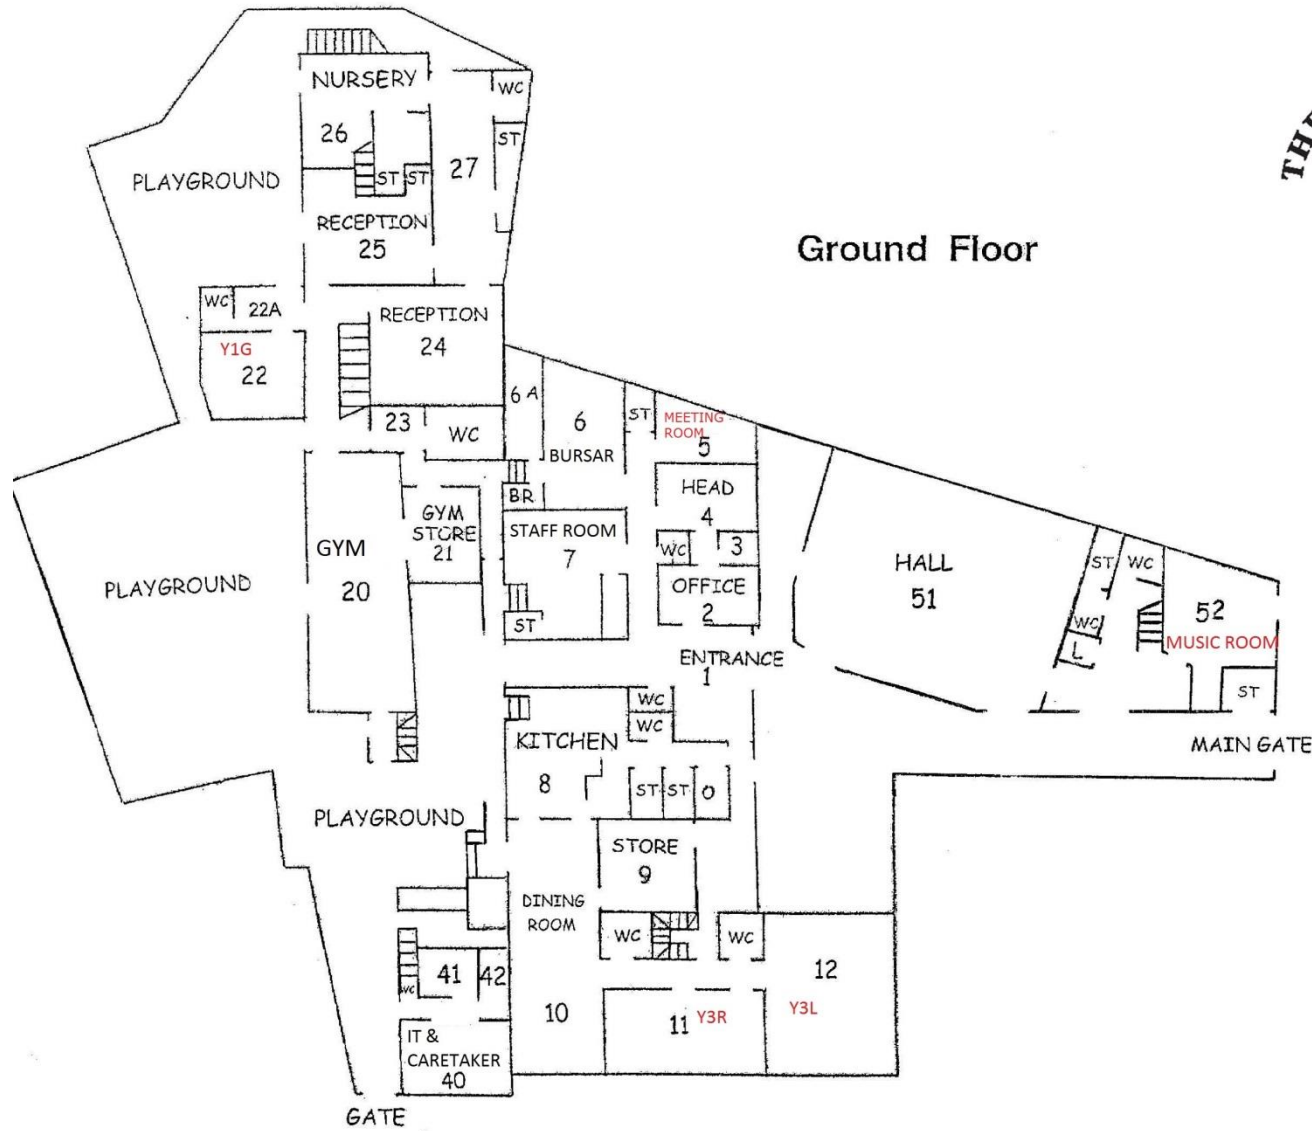 THE
Ground Floor
NURSERY
26
WC
ST
27
ST
ST
PLAYGROUND
RECEPTION
25
WC
22A
Y1G
22
RECEPTION
24
23
WC
6A
6
BURSAR
ST
MEETING
ROOM
5
BR
HEAD
4
WC
3
GYM
STORE
21
STAFF ROOM
7
OFFICE
2
GYM
20
PLAYGROUND
HALL
51
ST
WC
WC
L
52
MUSIC ROOM
ST
ST
ENTRANCE
1
WC
WC
MAIN GATE
KITCHEN
8
ST
ST
O
PLAYGROUND
STORE
9
DINING
ROOM
WC
WC
41
42
WC
10
11
Y3R
12
Y3L
IT &
CARETAKER
40
GATE